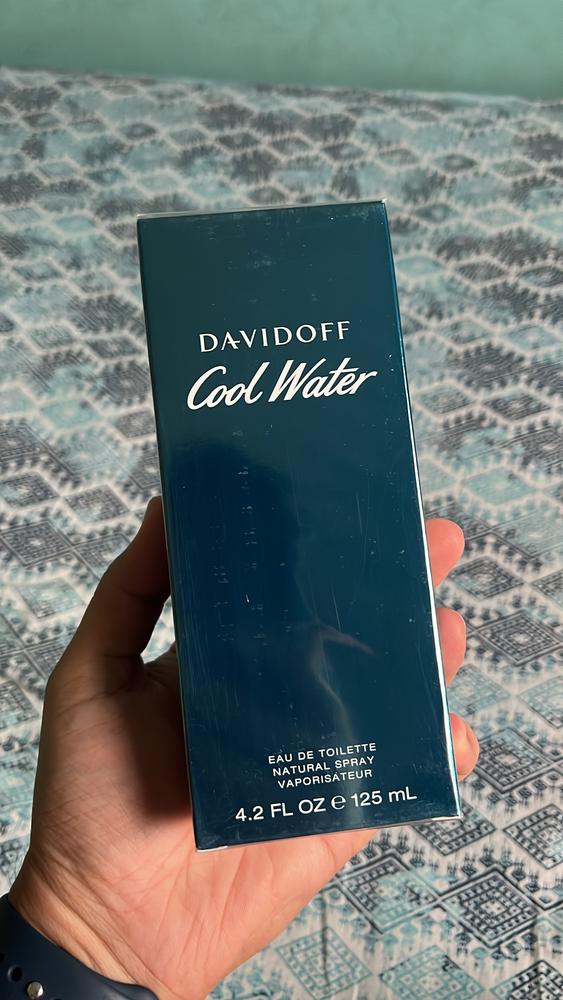 DAVIDOFF
Cool Water
EAU DE TOILETTE
NATURAL SPRAY
VAPORISATEUR
4.2 FL OZ ℮ 125 mL